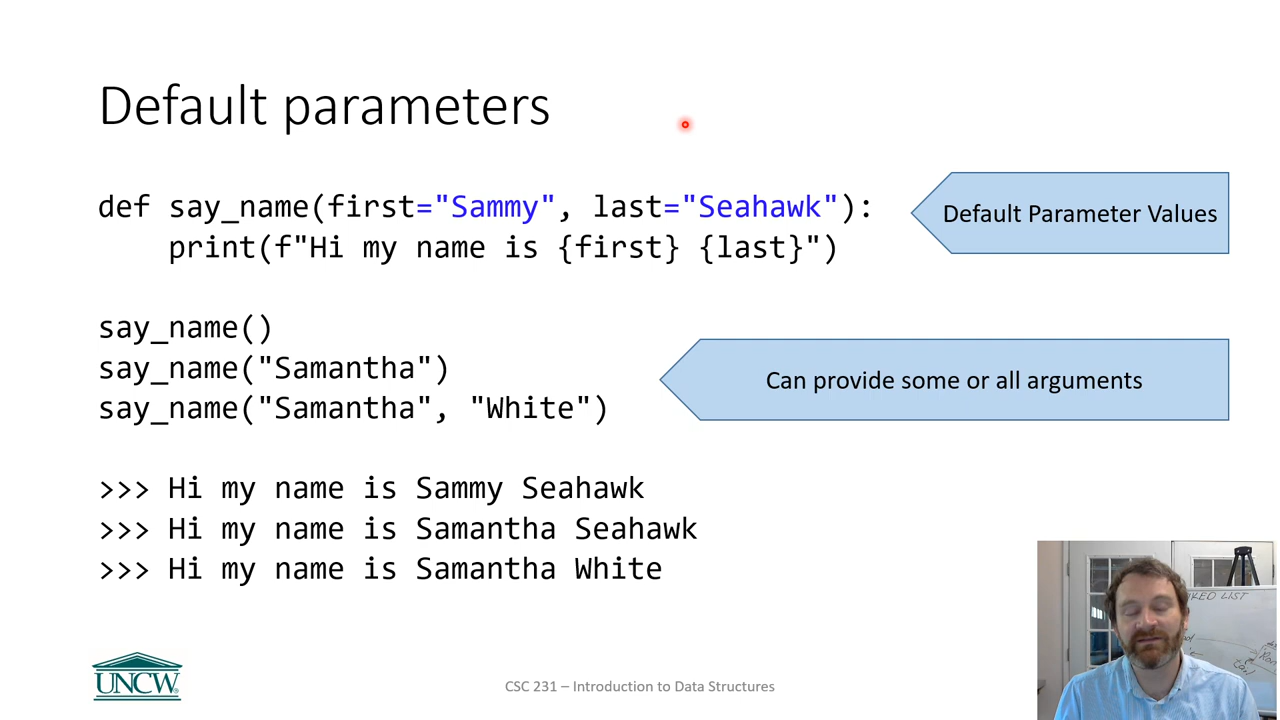 Default parameters
def say_name(first="Sammy", last="Seahawk"):
print(f"Hi my name is {first} {last}")
Default Parameter Values
say_name()
say_name("Samantha")
say_name("Samantha", "White")
Can provide some or all arguments
>>> Hi my name is Sammy Seahawk
>>> Hi my name is Samantha Seahawk
>>> Hi my name is Samantha White
LIST
UNCW
CSC 231 – Introduction to Data Structures